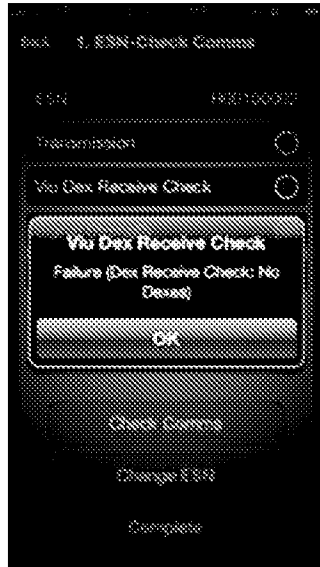 1. ESN-Check Comms
ESN
Transmission
Viu Dex Receive Check
Viu Dex Receive Check
Failure (Dex Receive Check: No
Dexes)
OK
Check Comms
Change ESN
Complete